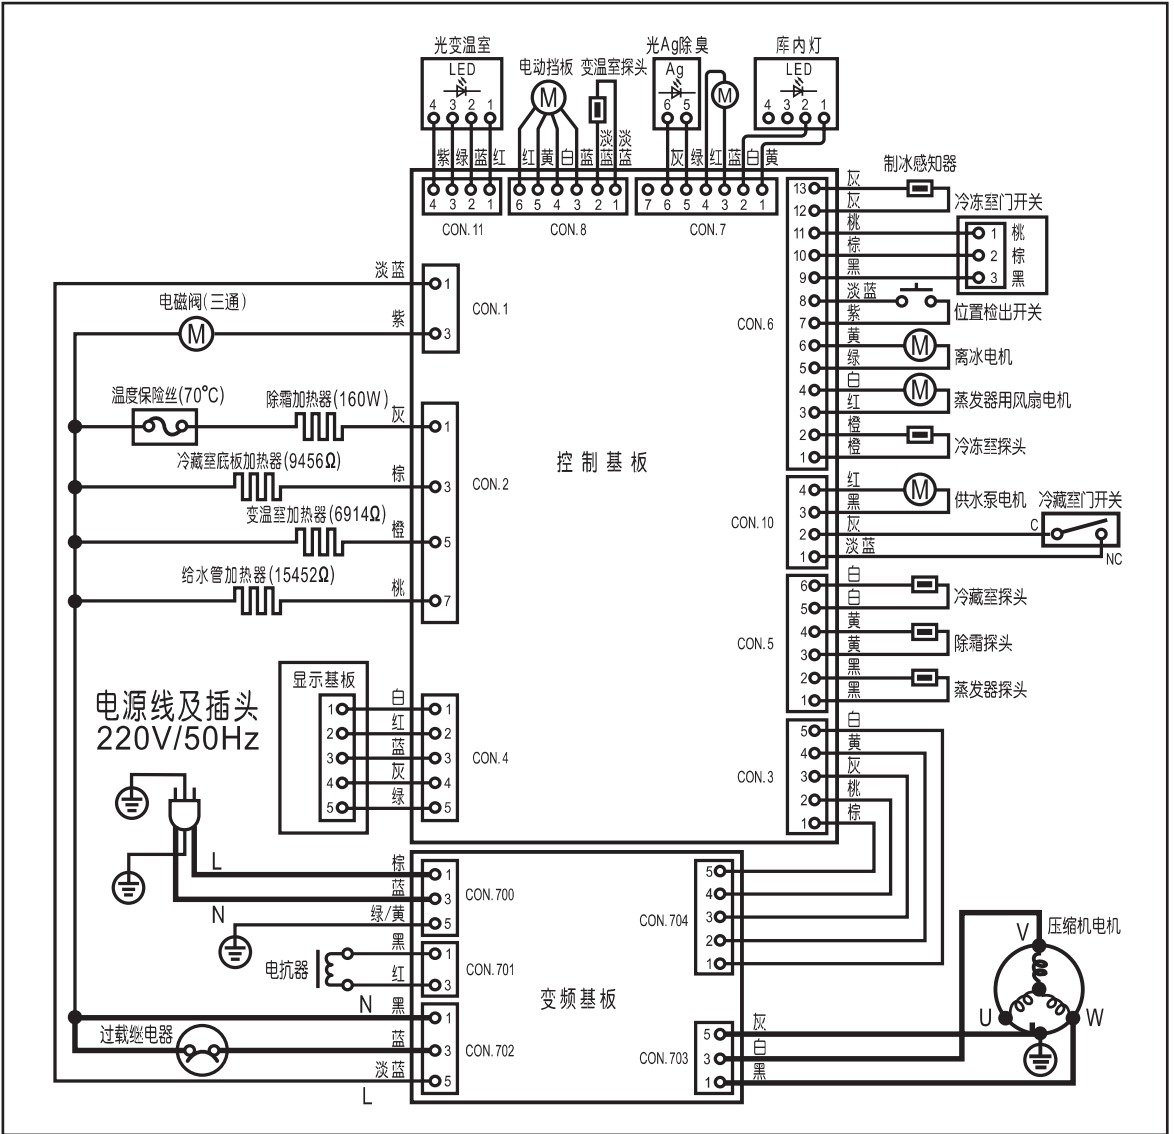 光变温室
光Ag除臭
库内灯
LED
电动挡板
变温室探头
Ag
LED
M
M
4 3 2 1
6 5
4 3 2 1
紫 绿 蓝 红
红 黄 白 蓝 淡蓝 淡蓝
灰 绿 红 蓝 白 黄
4 3 2 1
6 5 4 3 2 1
7 6 5 4 3 2 1
CON.11
CON.8
CON.7
淡蓝
1
电磁阀(三通)
M
紫
3
CON.1
温度保险丝(70℃)
除霜加热器(160W)
灰
1
冷藏室底板加热器(9456Ω)
棕
3
CON.2
变温室加热器(6914Ω)
橙
5
给水管加热器(15452Ω)
桃
7
控制基板
显示基板
1 白 1
2 红 2
3 蓝 3
4 灰 4
5 绿 5
CON.4
电源线及插头
220V/50Hz
制冰感知器
13 灰
12 灰
冷冻室门开关
11 桃 1 桃
10 棕 2 棕
9 黑 3 黑
8 淡蓝
7 紫
位置检出开关
CON.6
6 黄 M
5 绿
离冰电机
4 白 M
3 红
蒸发器用风扇电机
2 橙
1 橙
冷冻室探头
4 红 M
3 黑
供水泵电机
冷藏室门开关
CON.10
2 灰 C
1 淡蓝 NC
6 白
5 白
冷藏室探头
CON.5
4 黄
3 黄
除霜探头
2 黑
1 黑
蒸发器探头
5 白
4 黄
CON.3
3 灰
2 桃
1 棕
L
棕
1
蓝
3
CON.700
N
绿/黄
5
黑
1
电抗器
CON.701
红
3
N
黑
1
过载继电器
蓝
3
CON.702
淡蓝
5
L
变频基板
5
4
CON.704
3
2
1
5 灰
CON.703
3 白
1 黑
V
压缩机电机
U
W